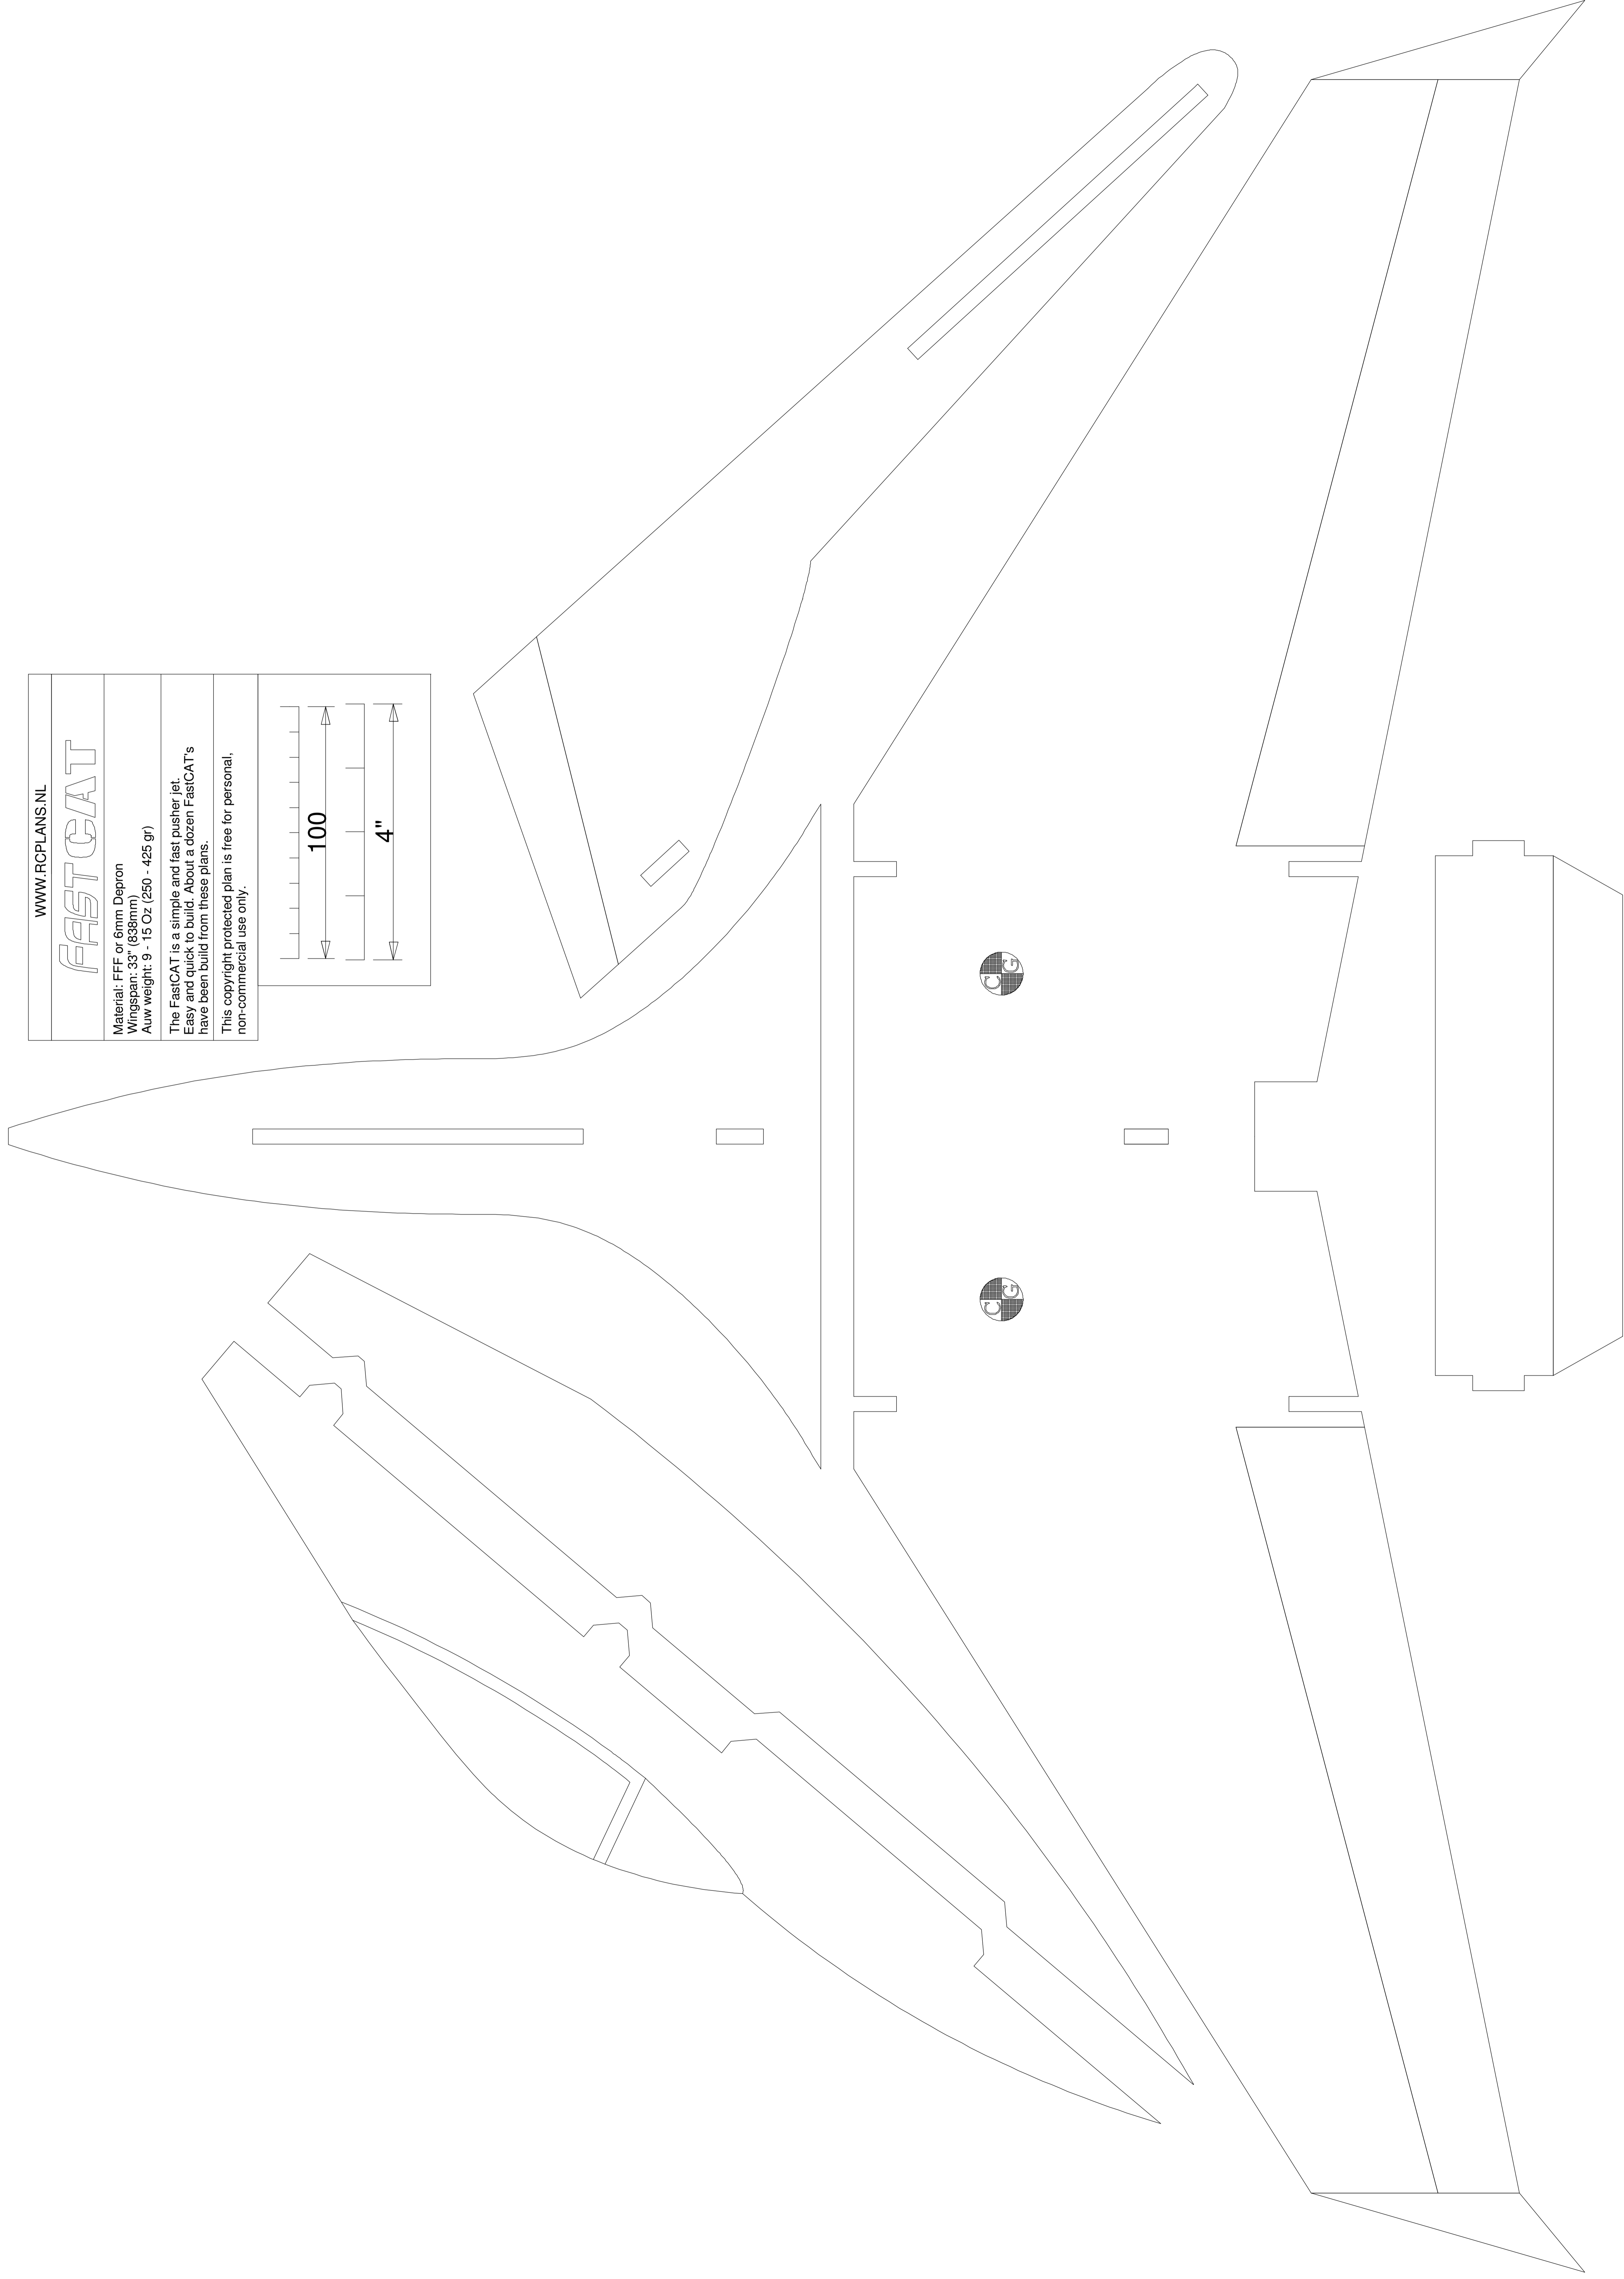 WWW.RCPLANS.NL
FASTCAT
Material: FFF or 6mm Depron
Wingspan: 33" (838mm)
Auw weight: 9 - 15 Oz (250 - 425 gr)
The FastCAT is a simple and fast pusher jet.
Easy and quick to build. About a dozen FastCAT's
have been build from these plans.
This copyright protected plan is free for personal,
non-commercial use only.
100
4"
C G
C G